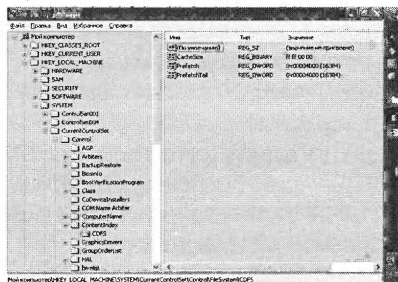 Файл Правка Вид Избранное Справка
Мой компьютер
HKEY_CLASSES_ROOT
HKEY_CURRENT_USER
HKEY_LOCAL_MACHINE
HARDWARE
SAM
SECURITY
SOFTWARE
SYSTEM
ControlSet001
CurrentControlSet
Control
AGP
Arbiters
BackupRestore
Biosinfo
BootVerificationProgram
Class
CoDeviceInstallers
COM Name Arbiter
ComputerName
ContentIndex
CDFS
GraphicsDrivers
GroupOrderList
HAL
hivelist
Имя Тип Значение
(По умолчанию) REG_SZ (значение не присвоено)
CacheSize REG_BINARY ff ff 00 00
Prefetch REG_DWORD 0x00004000 (16384)
PrefetchTail REG_DWORD 0x00004000 (16384)
Мой компьютер\HKEY_LOCAL_MACHINE\SYSTEM\CurrentControlSet\Control\FileSystem\CDFS